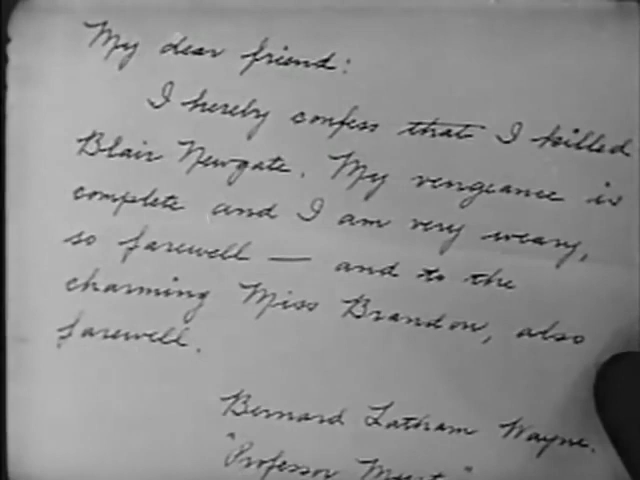 My dear friend:
I hereby confess that I killed
Blair Newgate. My vengeance is
complete and I am very weary,
so farewell — and to the
charming Miss Brandon, also
farewell.
Bernard Latham Wayne.
"Professor